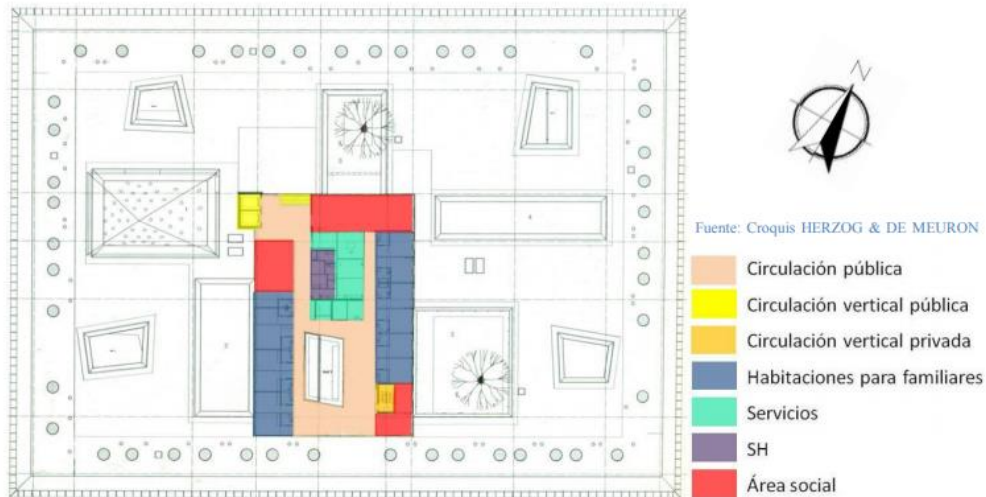 N
Fuente: Croquis HERZOG & DE MEURON
Circulación pública
Circulación vertical pública
Circulación vertical privada
Habitaciones para familiares
Servicios
SH
Área social